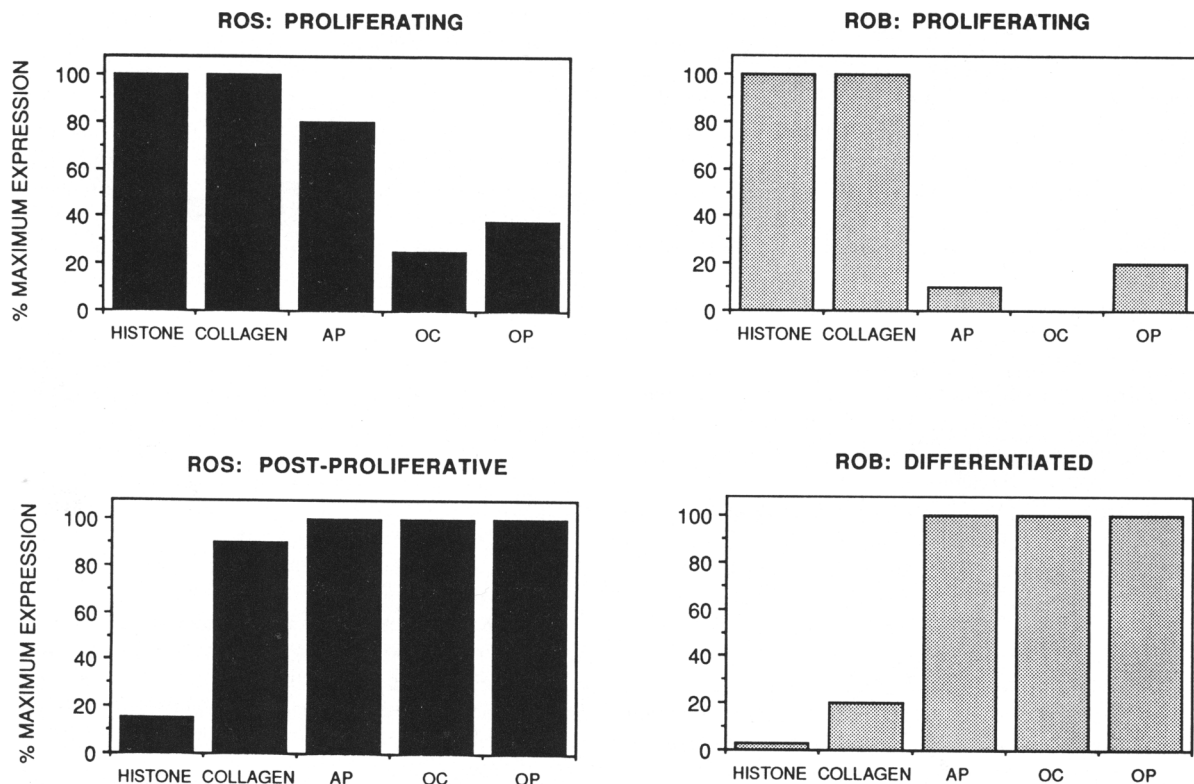 ROS: PROLIFERATING
% MAXIMUM EXPRESSION
100
80
60
40
20
0
HISTONE COLLAGEN AP OC OP
ROB: PROLIFERATING
100
80
60
40
20
0
HISTONE COLLAGEN AP OC OP
ROS: POST-PROLIFERATIVE
% MAXIMUM EXPRESSION
100
80
60
40
20
0
HISTONE COLLAGEN AP OC OP
ROB: DIFFERENTIATED
100
80
60
40
20
0
HISTONE COLLAGEN AP OC OP